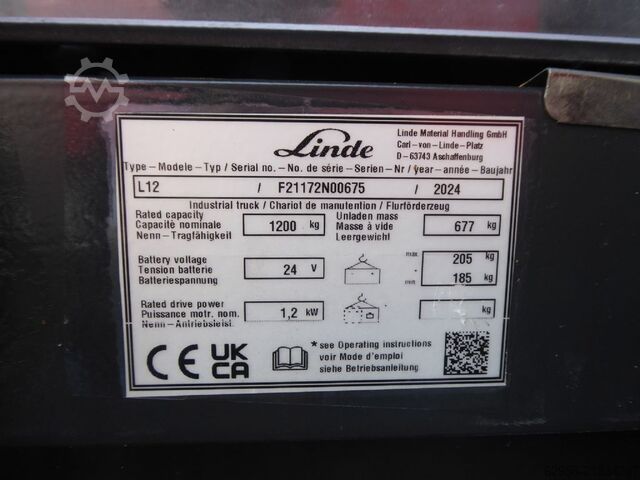 Linde
Linde Material Handling GmbH
Carl-von-Linde-Platz
D-63743 Aschaffenburg
Type-Modele-Typ / Serial no.-No. de série-Serien-Nr / year-année-Baujahr
L12 / F21172N00675 / 2024
Industrial truck / Chariot de manutention / Flurförderzeug
Rated capacity
Capacité nominale
Nenn-Tragfähigkeit
1200 kg
Unladen mass
Masse à vide
Leergewichl
677 kg
Battery voltage
Tension batterie
Batteriespannung
24 V
max 205 kg
min 185 kg
Rated drive power
Puissance motr. nom.
Nenn-Antriebsleist.
1,2 kW
kg
CE UK CA
*see Operating instructions
voir Mode d'emploi
siehe Betriebsanleitung